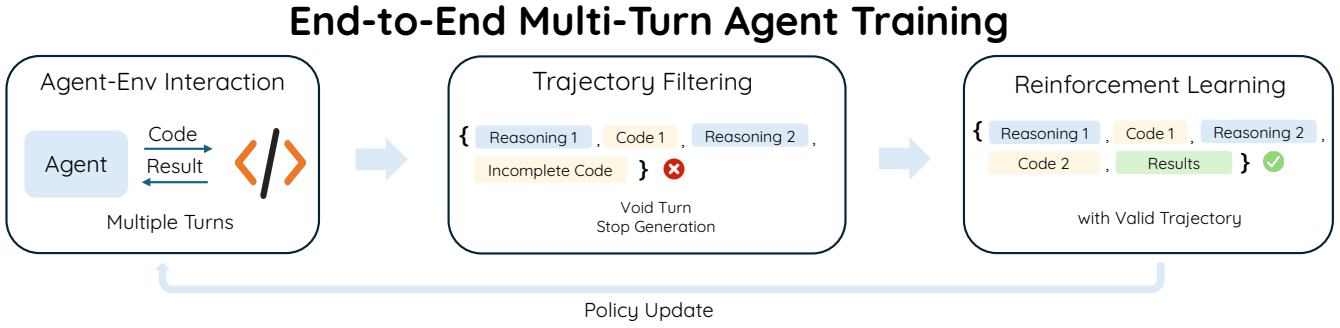 End-to-End Multi-Turn Agent Training
Agent-Env Interaction
Agent
Code
Result
</>
Multiple Turns
Trajectory Filtering
{ Reasoning 1 , Code 1 , Reasoning 2 ,
Incomplete Code }
Void Turn
Stop Generation
Reinforcement Learning
{ Reasoning 1 , Code 1 , Reasoning 2 ,
Code 2 , Results }
with Valid Trajectory
Policy Update